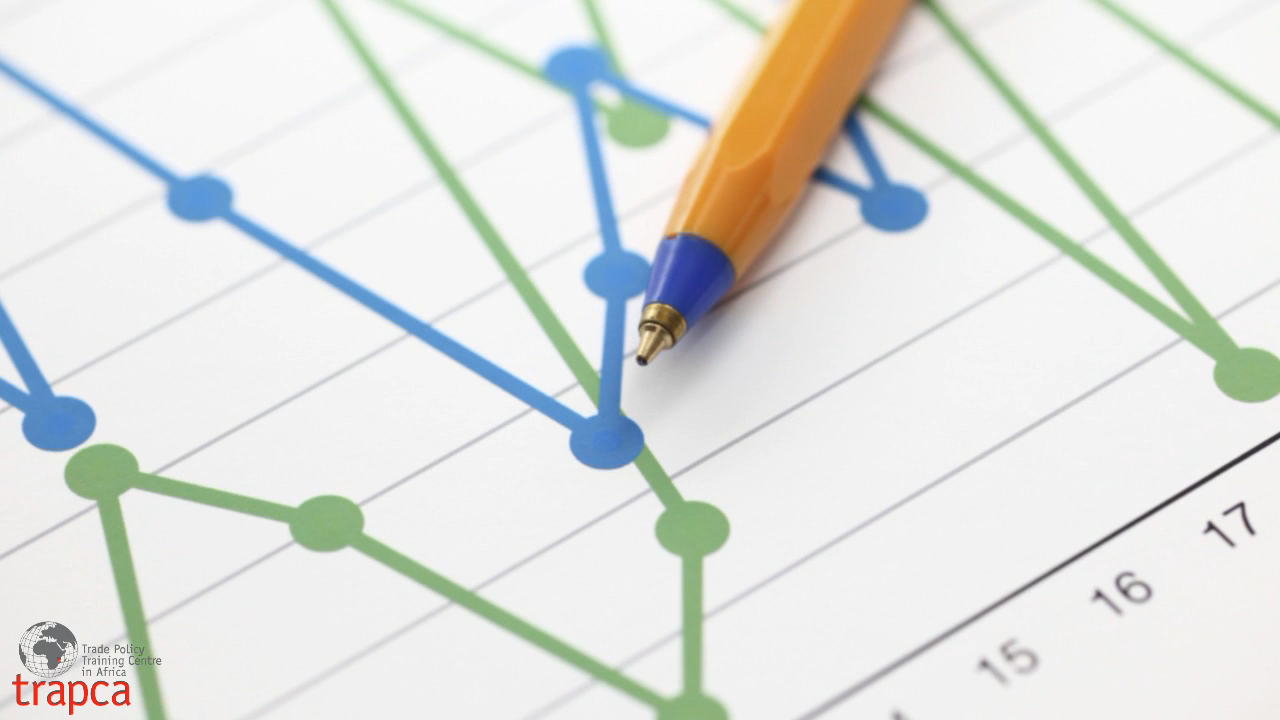 17
16
15
Trade Policy
Training Centre
in Africa
trapca